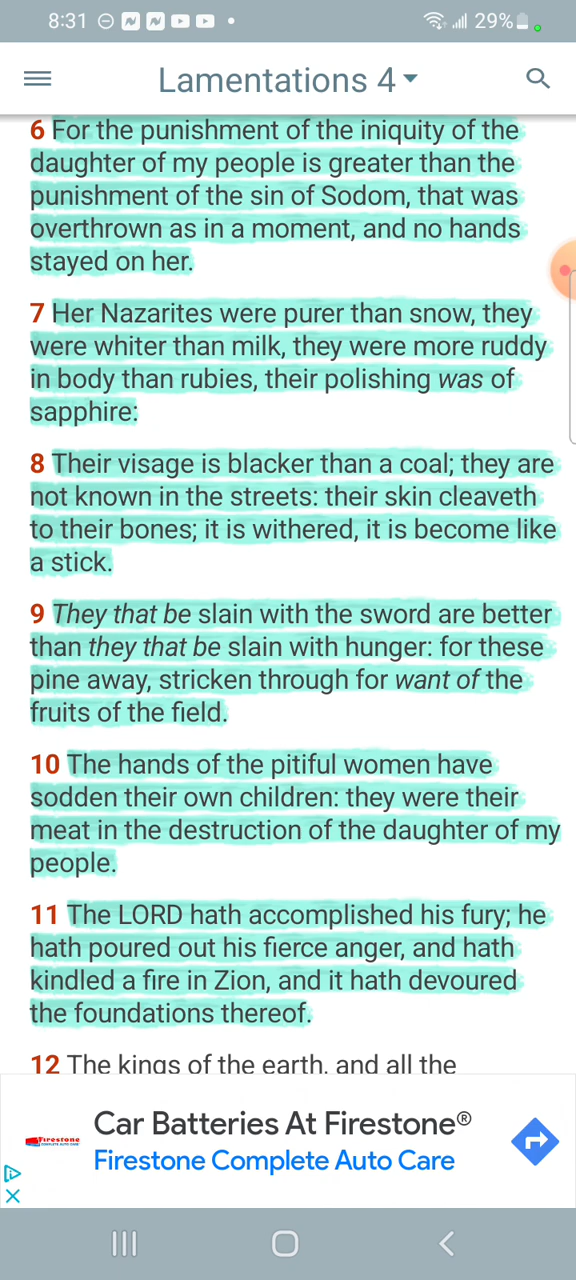 8:31
29%
Lamentations 4
6 For the punishment of the iniquity of the
daughter of my people is greater than the
punishment of the sin of Sodom, that was
overthrown as in a moment, and no hands
stayed on her.
7 Her Nazarites were purer than snow, they
were whiter than milk, they were more ruddy
in body than rubies, their polishing was of
sapphire:
8 Their visage is blacker than a coal; they are
not known in the streets: their skin cleaveth
to their bones; it is withered, it is become like
a stick.
9 They that be slain with the sword are better
than they that be slain with hunger: for these
pine away, stricken through for want of the
fruits of the field.
10 The hands of the pitiful women have
sodden their own children: they were their
meat in the destruction of the daughter of my
people.
11 The LORD hath accomplished his fury; he
hath poured out his fierce anger, and hath
kindled a fire in Zion, and it hath devoured
the foundations thereof.
12 The kings of the earth, and all the
Firestone
COMPLETE AUTO CARE
Car Batteries At Firestone®
Firestone Complete Auto Care